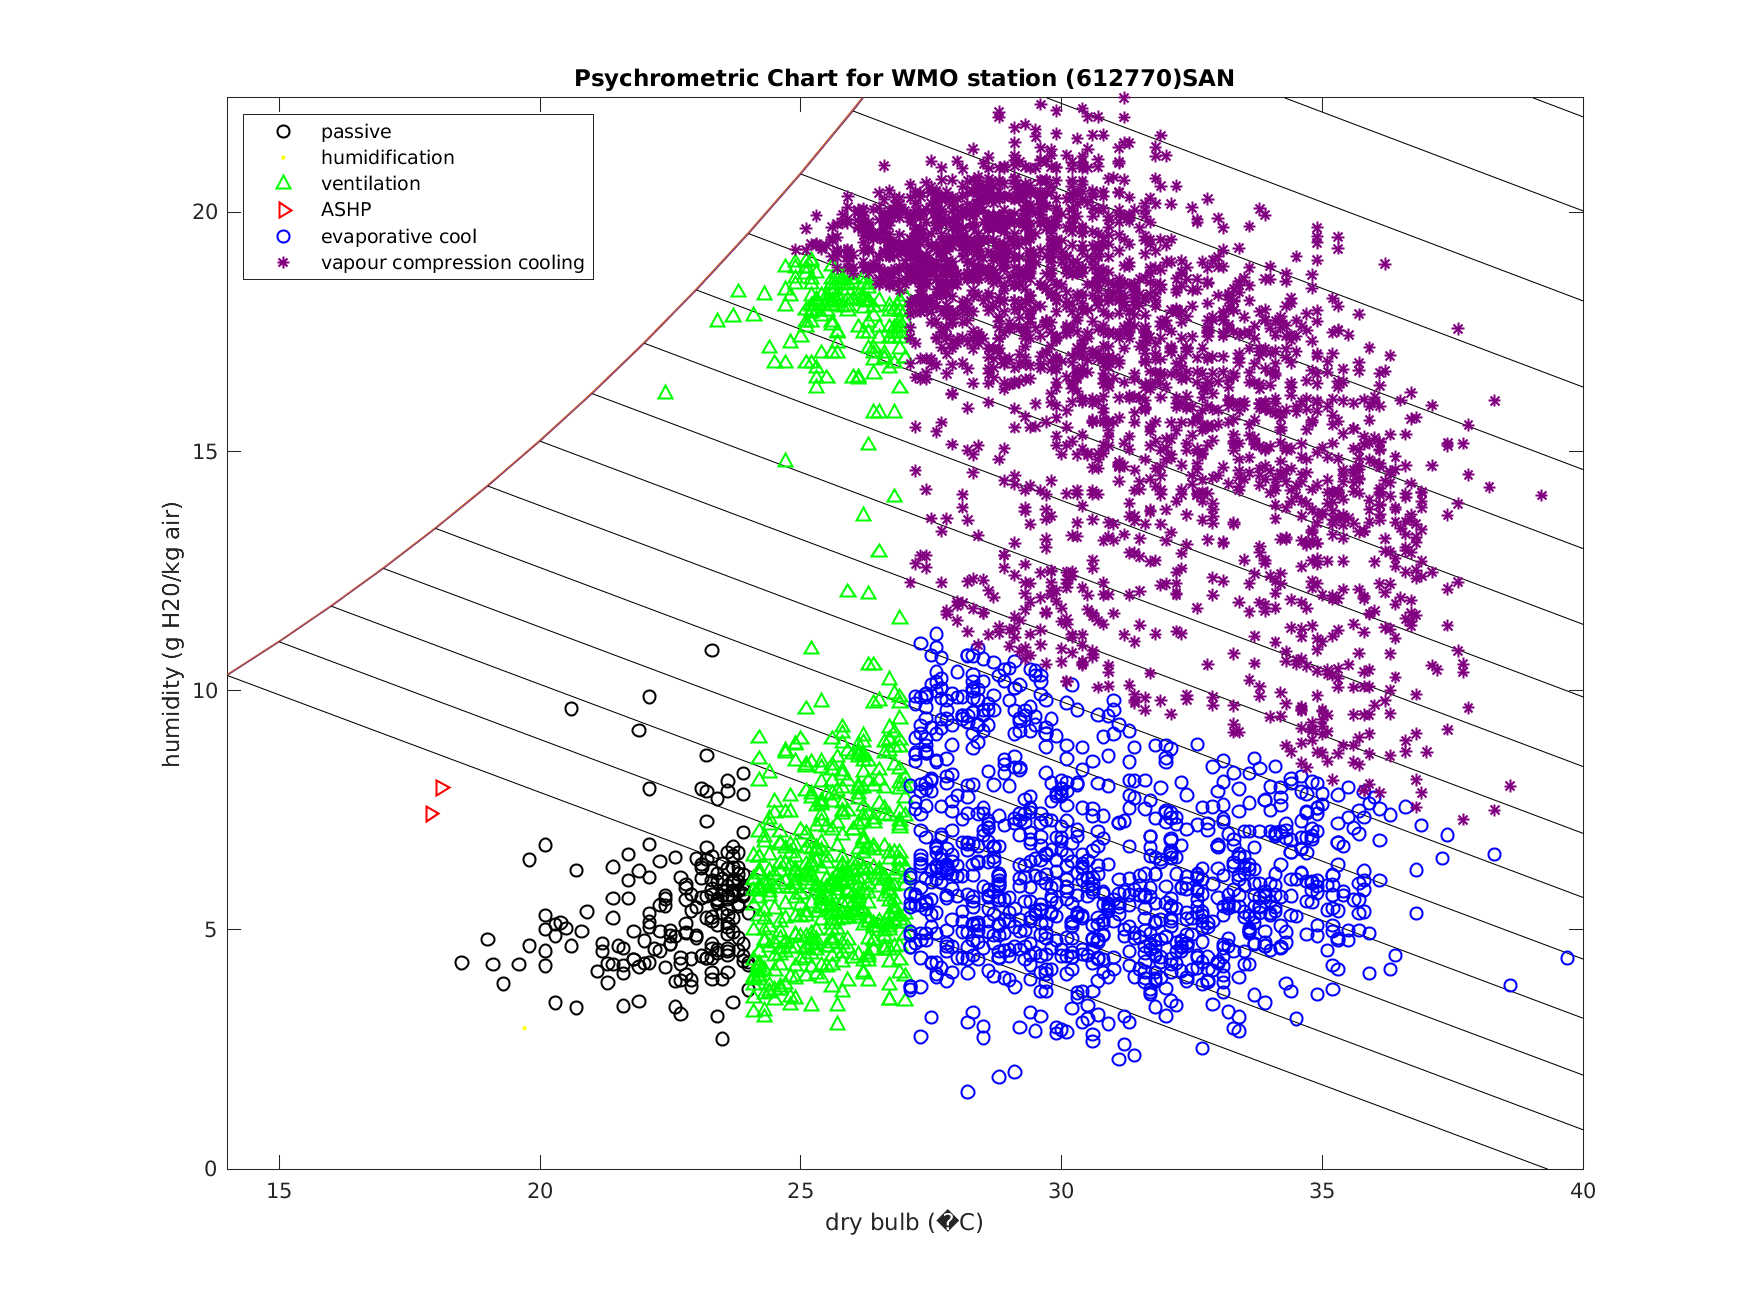 Psychrometric Chart for WMO station (612770)SAN
passive
humidification
ventilation
ASHP
evaporative cool
vapour compression cooling
humidity (g H20/kg air)
20
15
10
5
0
15 20 25 30 35 40
dry bulb (�C)